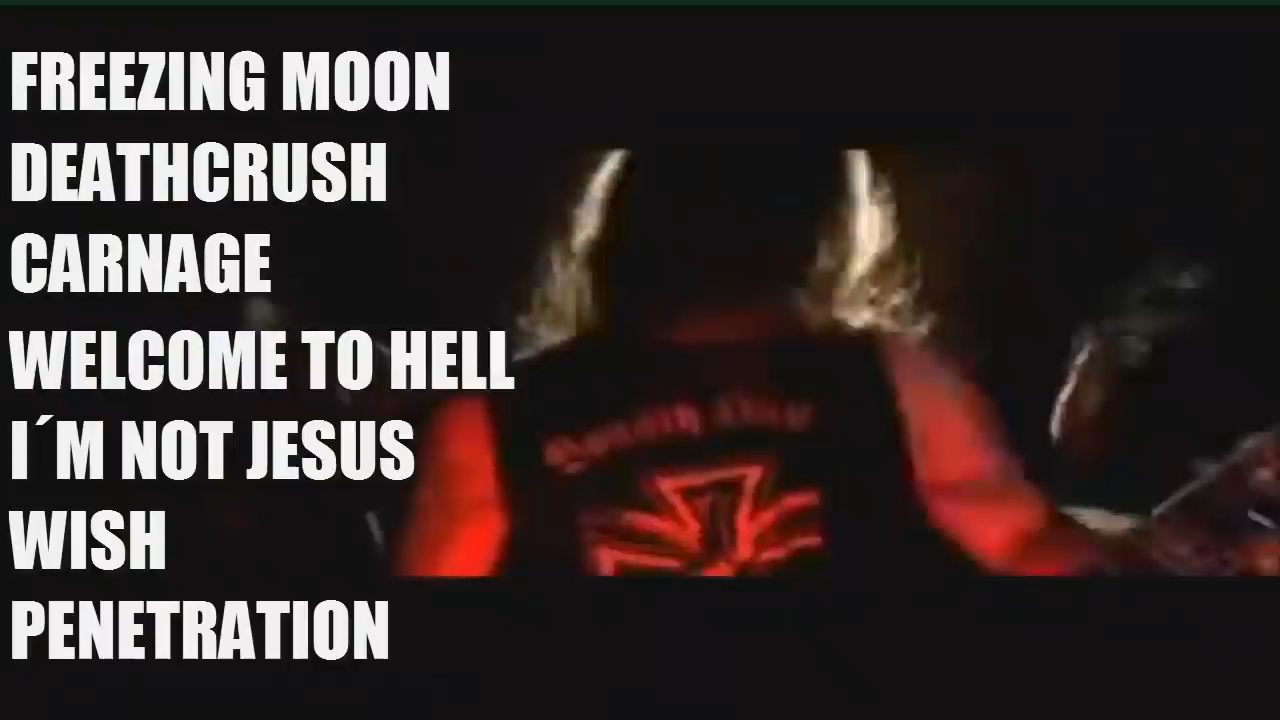 FREEZING MOON
DEATHCRUSH
CARNAGE
WELCOME TO HELL
I´M NOT JESUS
WISH
PENETRATION